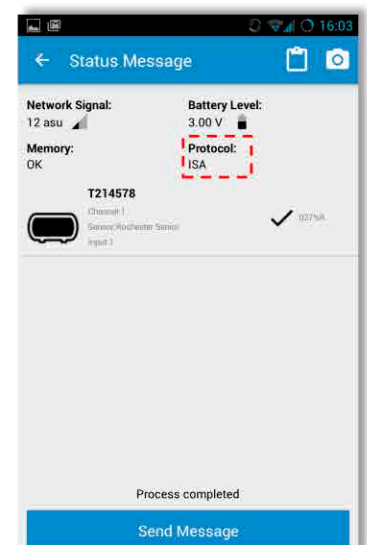 16:03
Status Message
Network Signal: Battery Level:
12 asu 3.00 V
Memory: Protocol:
OK ISA
T214578
Channel:1
Sensor:Rochester Senior
Input:1
Process completed
Send Message